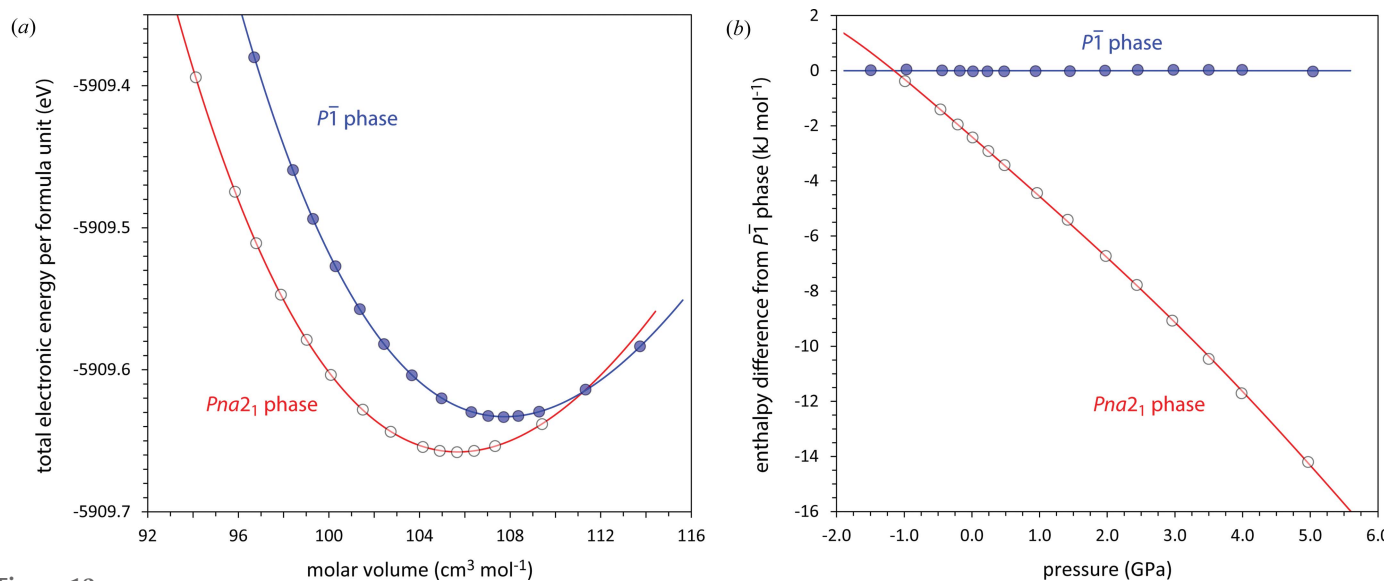 (a)
total electronic energy per formula unit (eV)
-5909.4
-5909.5
-5909.6
-5909.7
P1̅ phase
Pna2₁ phase
92 96 100 104 108 112 116
molar volume (cm³ mol⁻¹)
(b)
enthalpy difference from P1̅ phase (kJ mol⁻¹)
2
0
-2
-4
-6
-8
-10
-12
-14
-16
P1̅ phase
Pna2₁ phase
-2.0 -1.0 0.0 1.0 2.0 3.0 4.0 5.0 6.0
pressure (GPa)